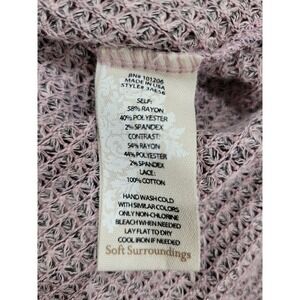 RN# 101206
MADE IN USA
STYLE# 3AE56
SELF:
58% RAYON
40% POLYESTER
2% SPANDEX
CONTRAST:
54% RAYON
44% POLYESTER
2% SPANDEX
LACE:
100% COTTON
HAND WASH COLD
WITH SIMILAR COLORS
ONLY NON-CHLORINE
BLEACH WHEN NEEDED
LAY FLAT TO DRY
COOL IRON IF NEEDED
Soft Surroundings